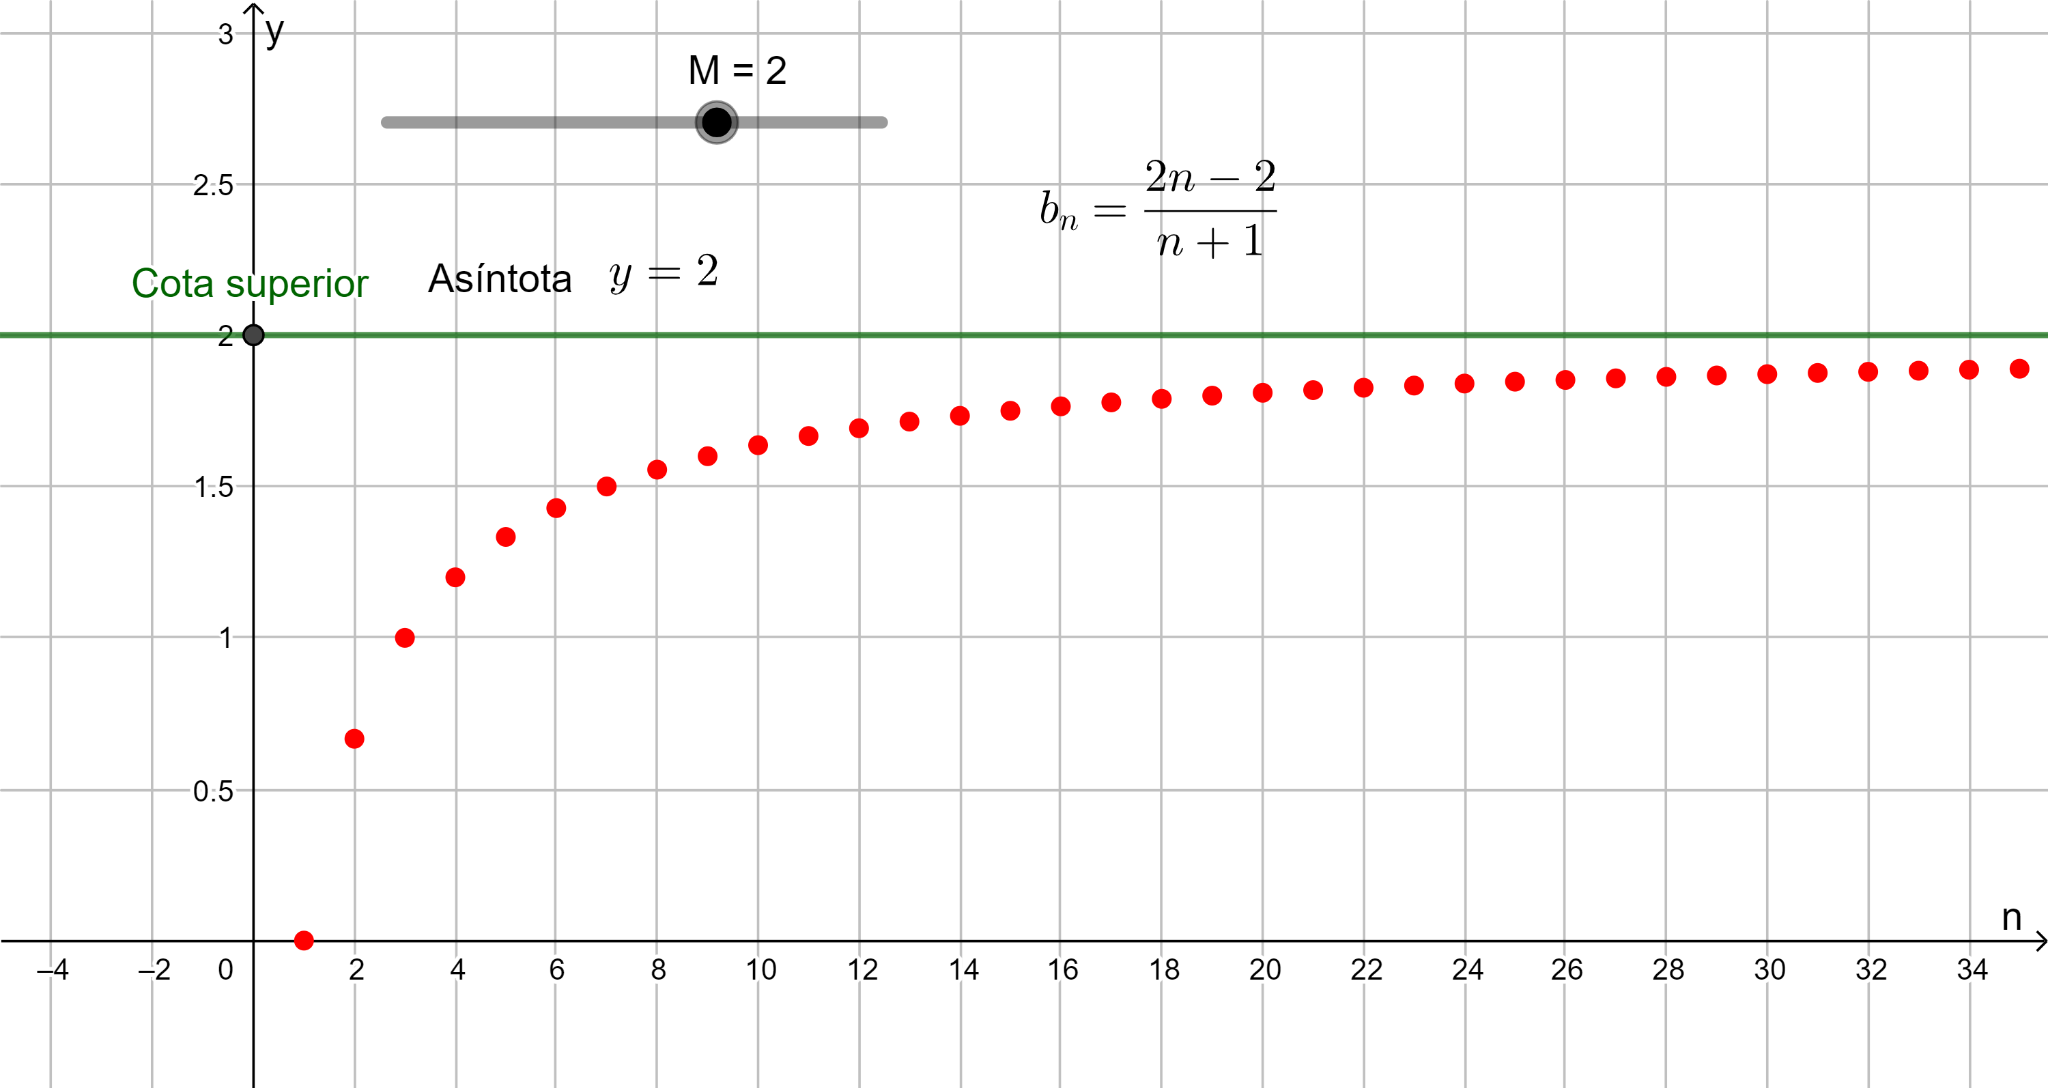 3
y
M = 2
2.5
b_n = \frac{2n - 2}{n + 1}
Cota superior
Asíntota y = 2
2
1.5
1
0.5
n
–4 –2 0 2 4 6 8 10 12 14 16 18 20 22 24 26 28 30 32 34